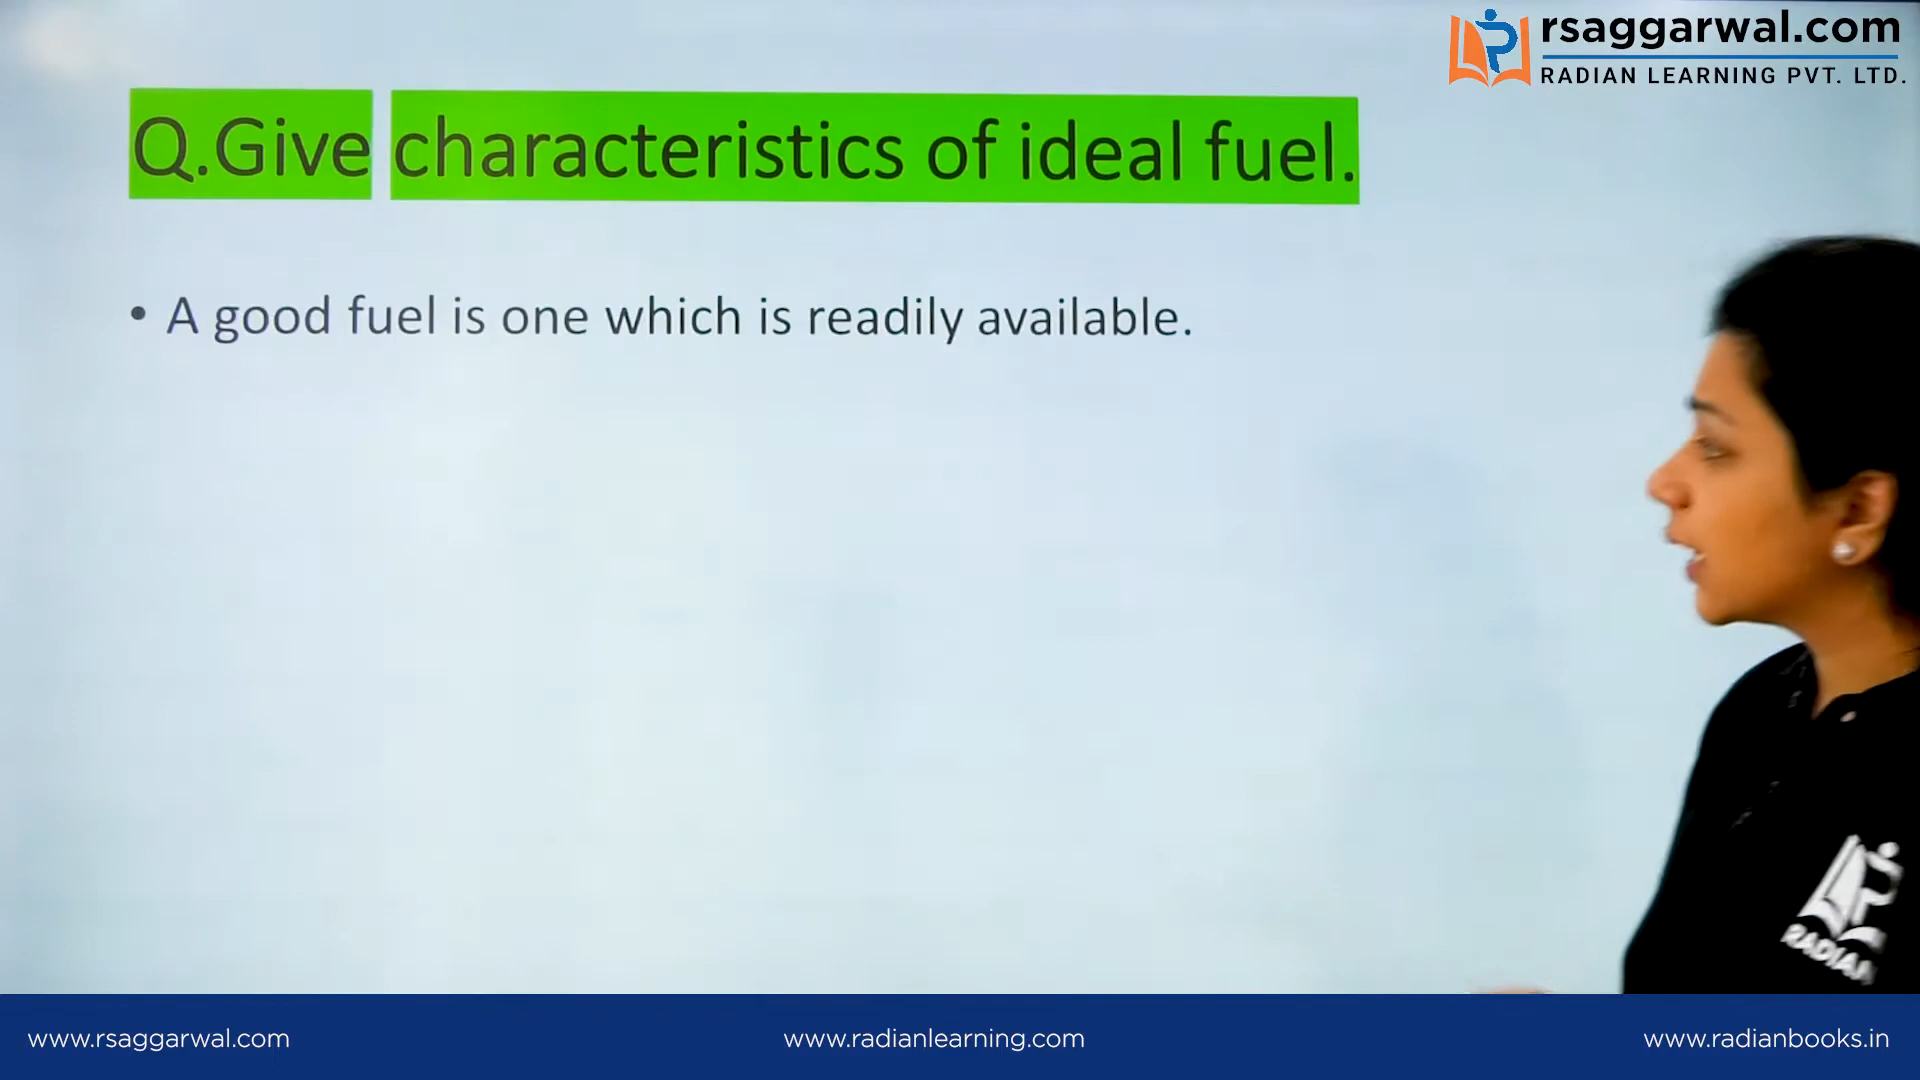 rsaggarwal.com
RADIAN LEARNING PVT. LTD.
Q.Give characteristics of ideal fuel.
• A good fuel is one which is readily available.
RADIAN
www.rsaggarwal.com
www.radianlearning.com
www.radianbooks.in